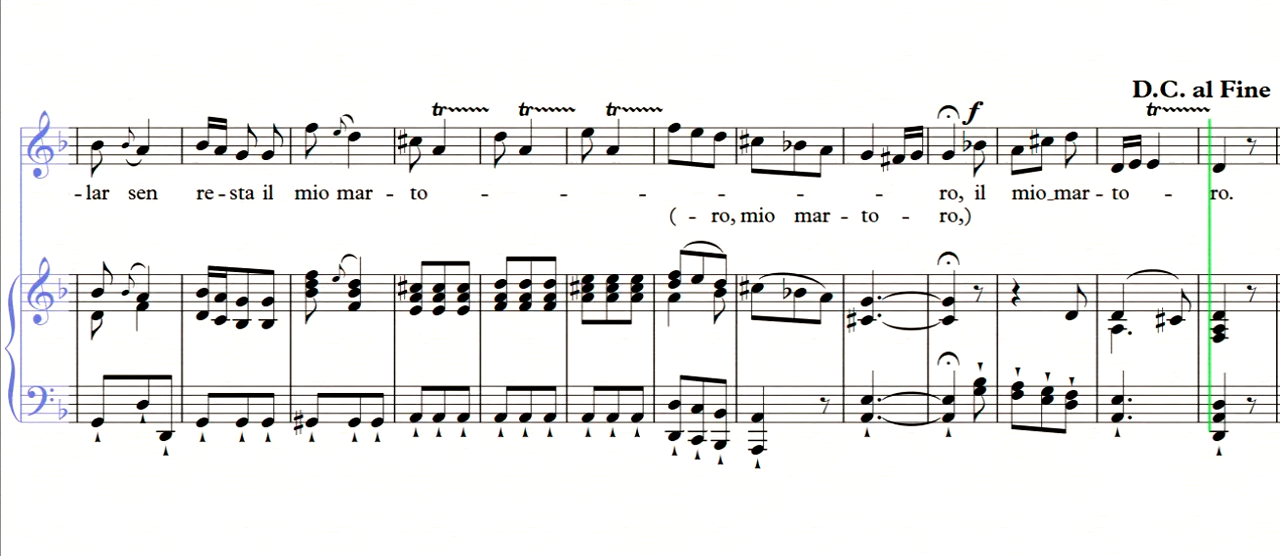 D.C. al Fine
tr tr tr f tr
- lar sen re - sta il mio mar - to - - - - - - ro, il mio_mar - to - ro.
( - ro, mio mar - to - ro,)